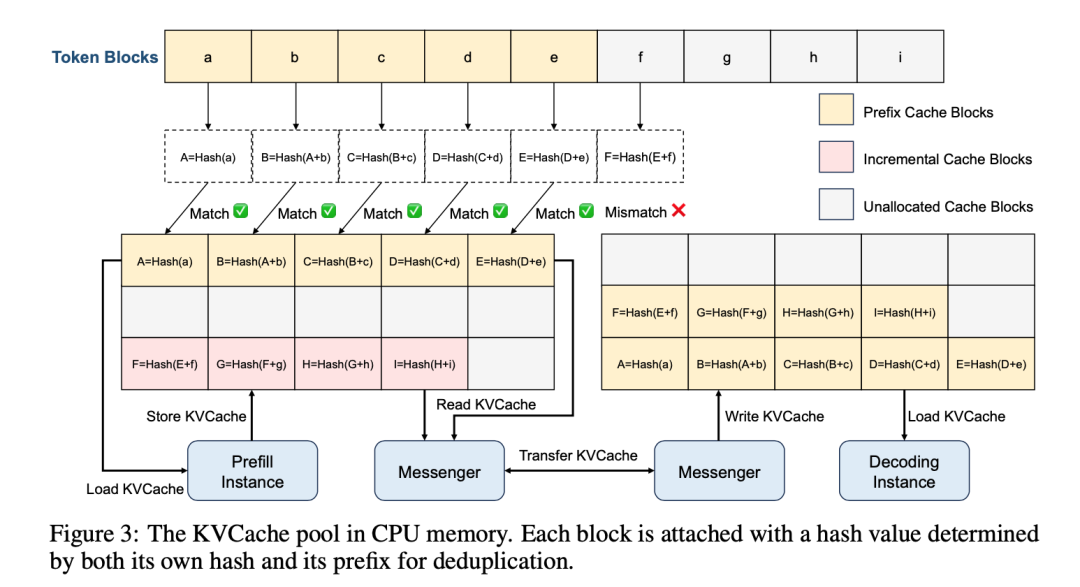 Token Blocks a b c d e f g h i
Prefix Cache Blocks
A=Hash(a) B=Hash(A+b) C=Hash(B+c) D=Hash(C+d) E=Hash(D+e) F=Hash(E+f)
Incremental Cache Blocks
Match ✅ Match ✅ Match ✅ Match ✅ Match ✅ Mismatch ❌
Unallocated Cache Blocks
A=Hash(a) B=Hash(A+b) C=Hash(B+c) D=Hash(C+d) E=Hash(D+e)
F=Hash(E+f) G=Hash(F+g) H=Hash(G+h) I=Hash(H+i)
F=Hash(E+f) G=Hash(F+g) H=Hash(G+h) I=Hash(H+i)
A=Hash(a) B=Hash(A+b) C=Hash(B+c) D=Hash(C+d) E=Hash(D+e)
Store KVCache
Read KVCache
Write KVCache
Load KVCache
Prefill
Instance
Messenger
Transfer KVCache
Messenger
Decoding
Instance
Load KVCache
Figure 3: The KVCache pool in CPU memory. Each block is attached with a hash value determined
by both its own hash and its prefix for deduplication.